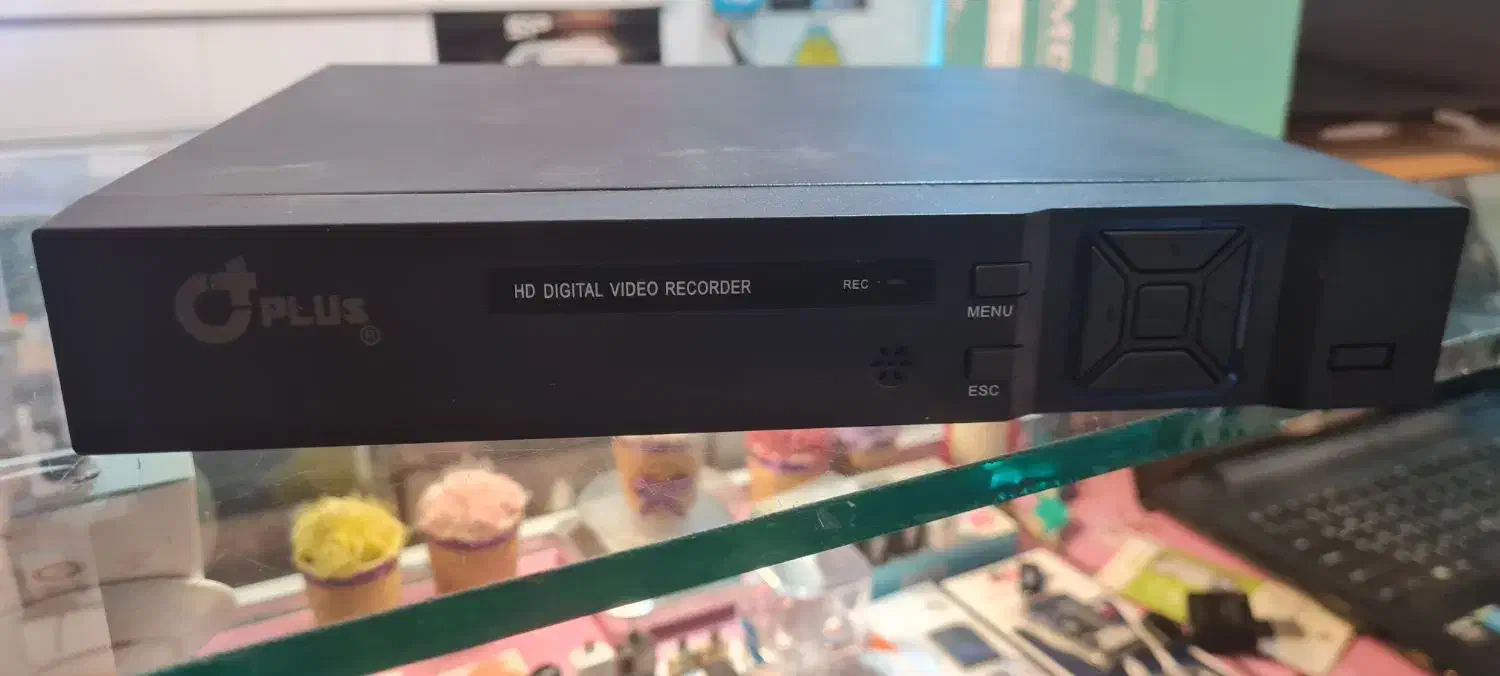 PLUS®
HD DIGITAL VIDEO RECORDER
REC
MENU
ESC